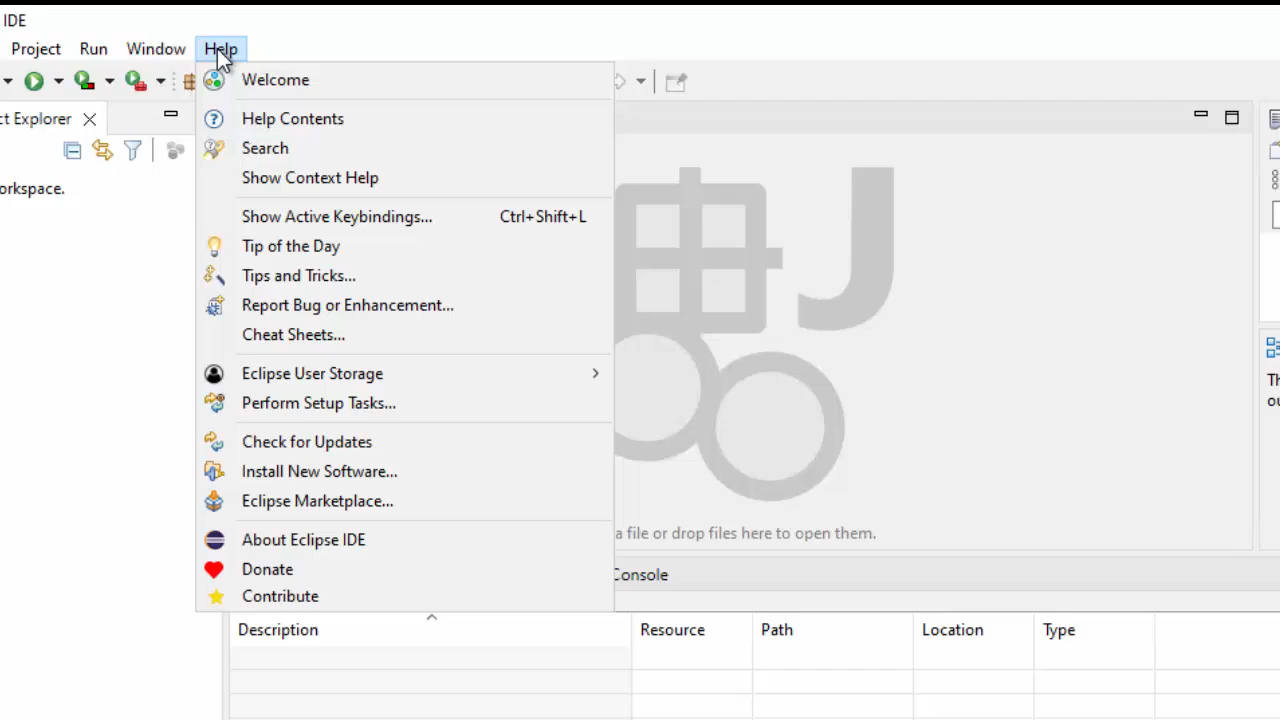 IDE
Project Run Window Help
Welcome
ct Explorer
Help Contents
Search
Show Context Help
orkspace.
Show Active Keybindings... Ctrl+Shift+L
Tip of the Day
Tips and Tricks...
Report Bug or Enhancement...
Cheat Sheets...
Eclipse User Storage
Perform Setup Tasks...
Check for Updates
Install New Software...
Eclipse Marketplace...
About Eclipse IDE
Donate
Contribute
J
a file or drop files here to open them.
Console
Th
ou
Description Resource Path Location Type